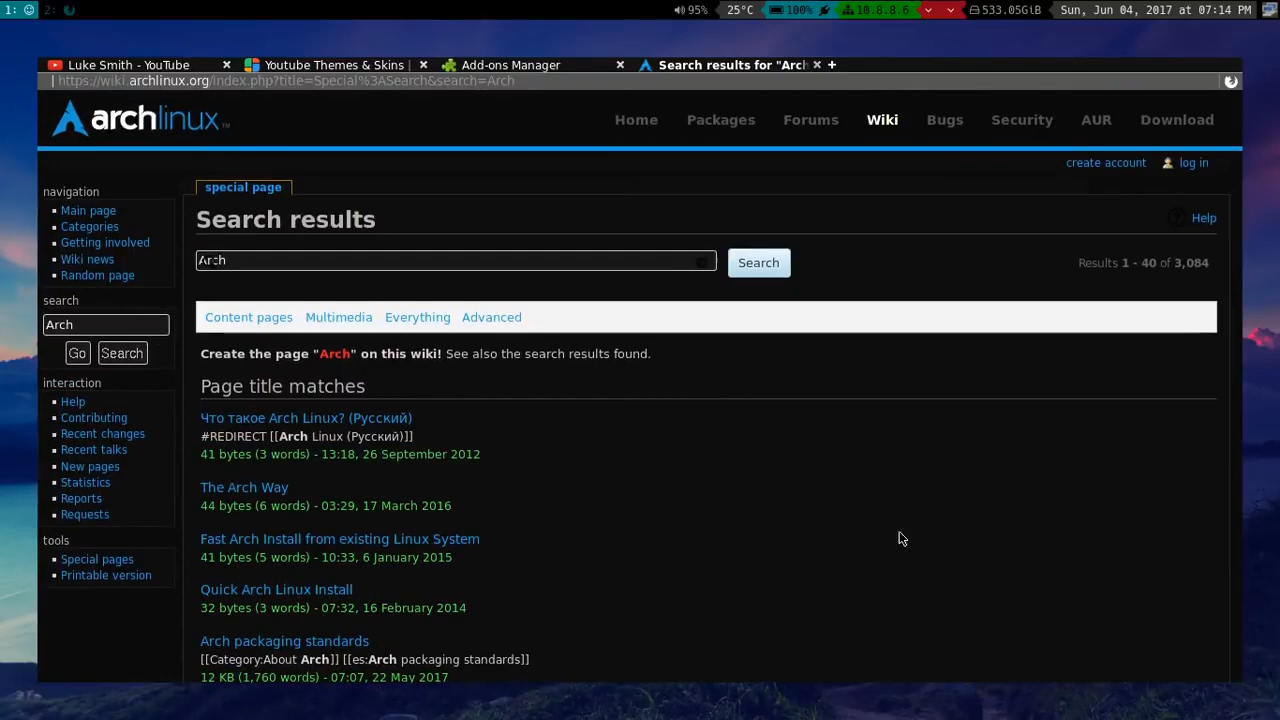 1: 2: 95% 25°C 100% 10.8.8.6 533.05GiB Sun, Jun 04, 2017 at 07:14 PM
Luke Smith - YouTube Youtube Themes & Skins | Add-ons Manager Search results for "Arc +
https://wiki.archlinux.org/index.php?title=Special%3ASearch&search=Arch
archlinux™ Home Packages Forums Wiki Bugs Security AUR Download
create account log in
navigation
Main page
Categories
Getting involved
Wiki news
Random page
search
Arch
Go Search
interaction
Help
Contributing
Recent changes
Recent talks
New pages
Statistics
Reports
Requests
tools
Special pages
Printable version
special page
Search results
Help
Arch Search Results 1 - 40 of 3,084
Content pages Multimedia Everything Advanced
Create the page "Arch" on this wiki! See also the search results found.
Page title matches
Что такое Arch Linux? (Русский)
#REDIRECT [[Arch Linux (Русский)]]
41 bytes (3 words) - 13:18, 26 September 2012
The Arch Way
44 bytes (6 words) - 03:29, 17 March 2016
Fast Arch Install from existing Linux System
41 bytes (5 words) - 10:33, 6 January 2015
Quick Arch Linux Install
32 bytes (3 words) - 07:32, 16 February 2014
Arch packaging standards
[[Category:About Arch]] [[es:Arch packaging standards]]
12 KB (1,760 words) - 07:07, 22 May 2017